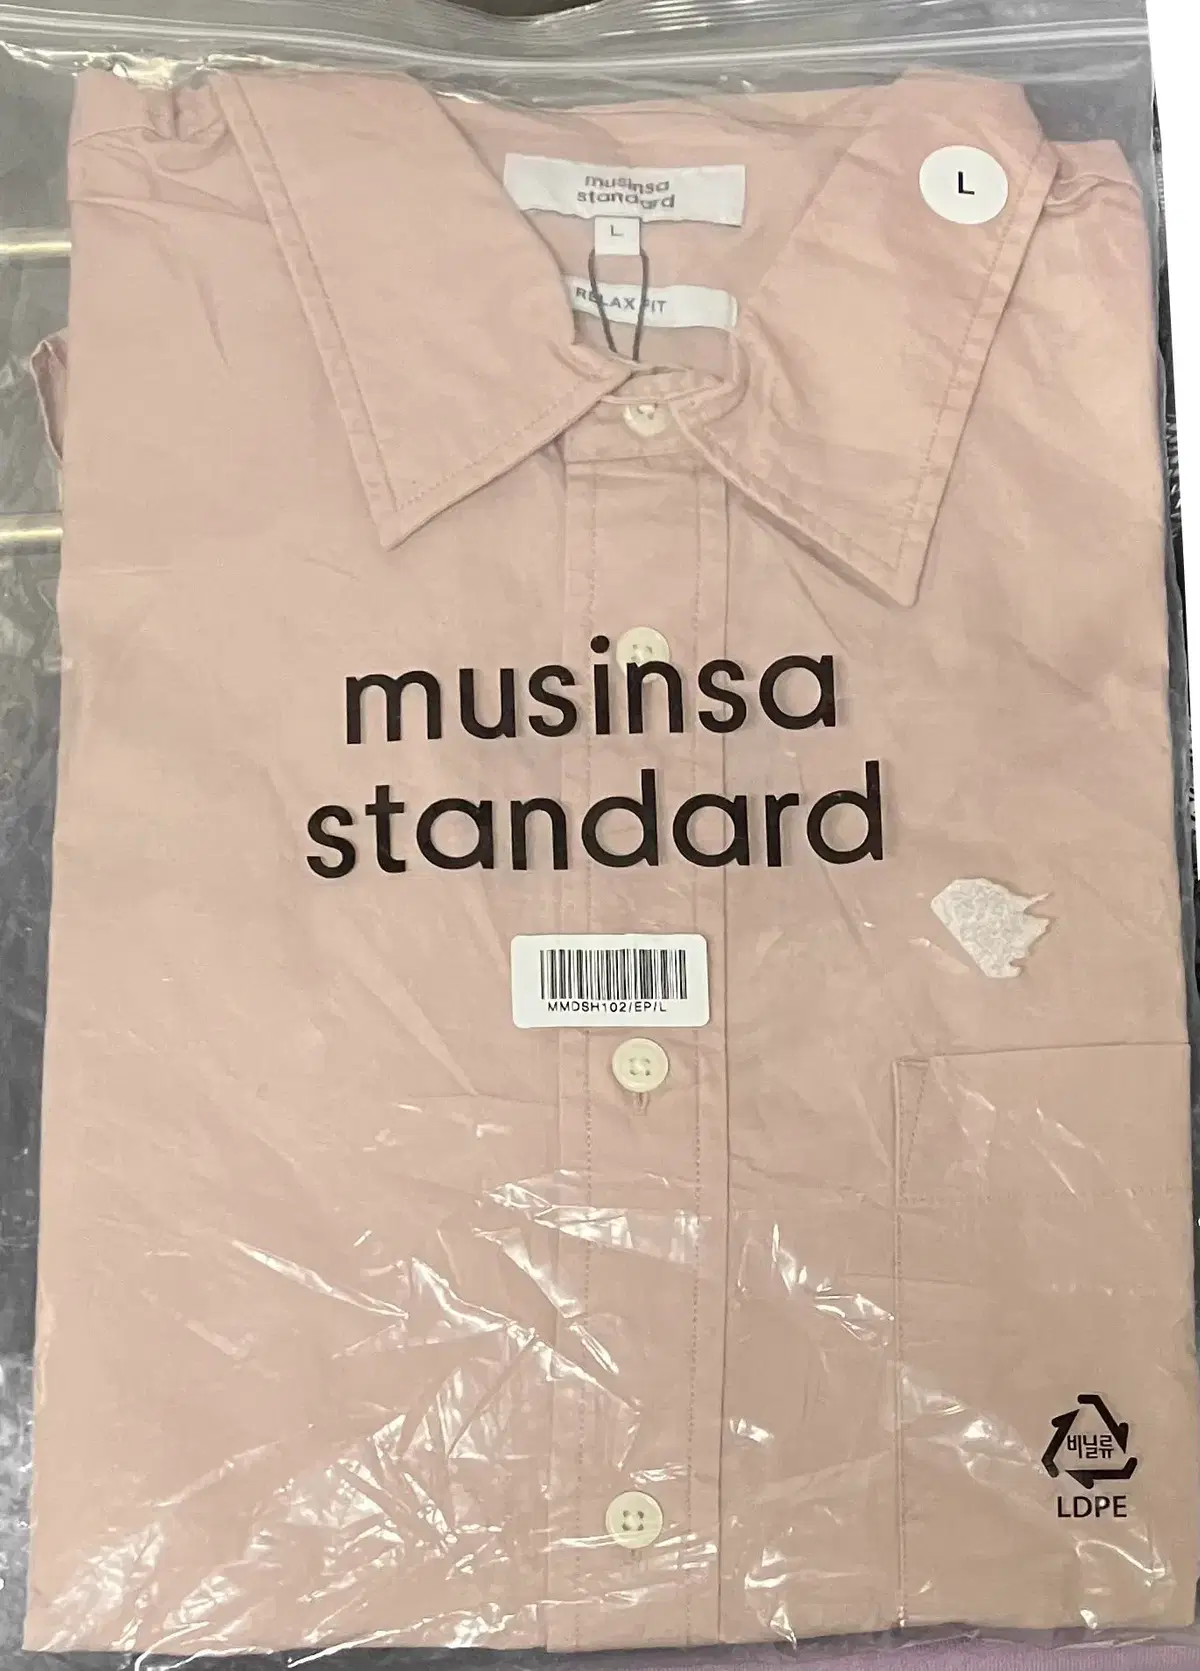 musinsa
standard
L
L
RELAX FIT
musinsa
standard
MMDSH102/EP/L
비닐류
LDPE